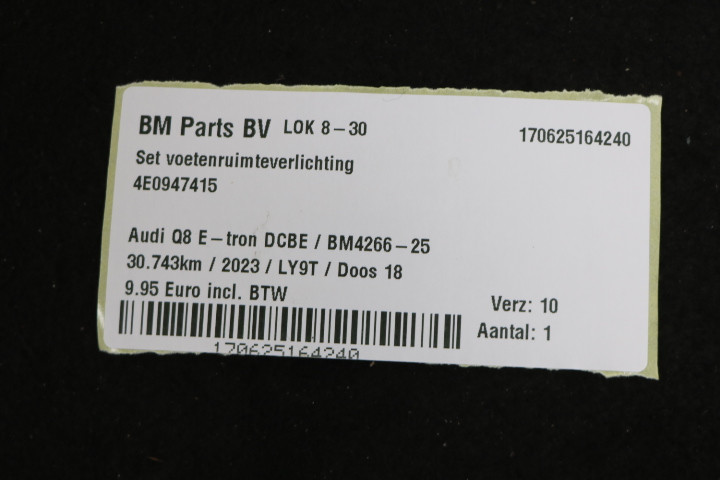 BM Parts BV LOK 8-30 170625164240
Set voetenruimteverlichting
4E0947415
Audi Q8 E-tron DCBE / BM4266-25
30.743km / 2023 / LY9T / Doos 18
9.95 Euro incl. BTW
Verz: 10
Aantal: 1
170625164240